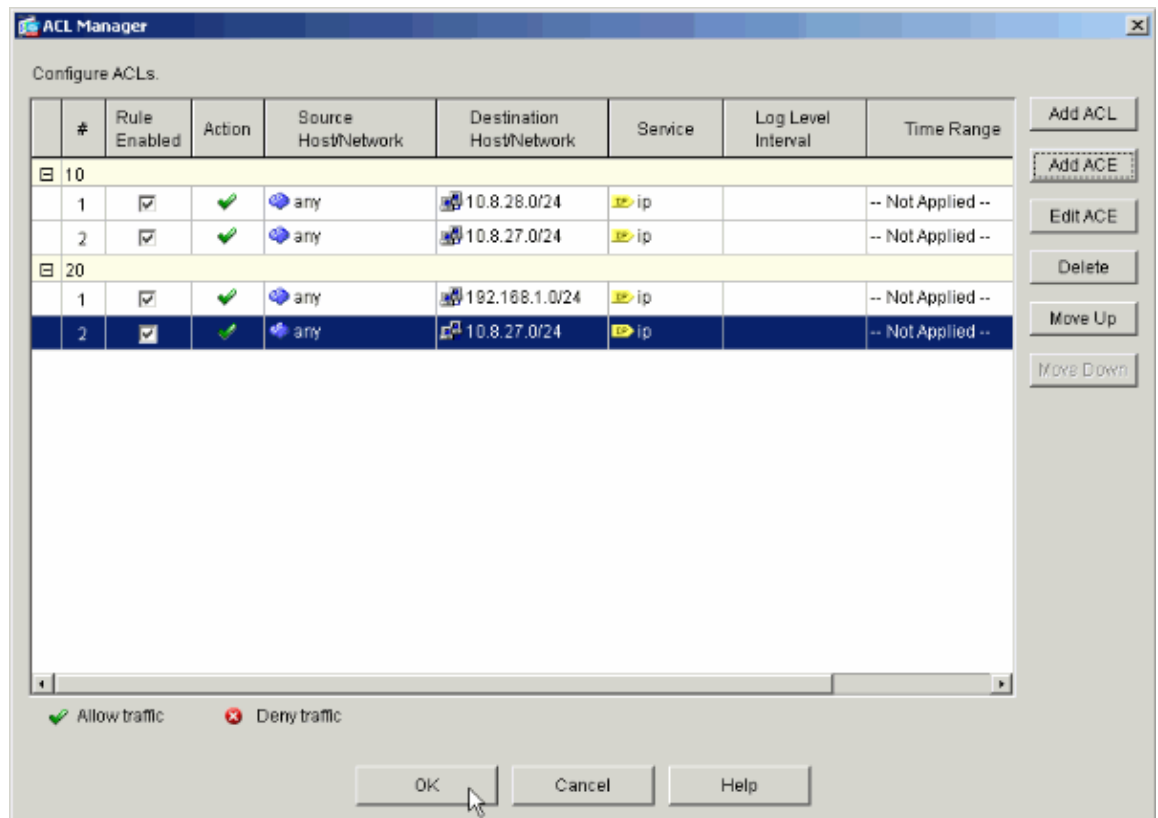 ACL Manager
Configure ACLs.
# Rule Enabled Action Source Host/Network Destination Host/Network Service Log Level Interval Time Range
Add ACL
10
Add ACE
1 any 10.8.28.0/24 IP ip -- Not Applied --
Edit ACE
2 any 10.8.27.0/24 IP ip -- Not Applied --
20
Delete
1 any 192.168.1.0/24 IP ip -- Not Applied --
Move Up
2 any 10.8.27.0/24 IP ip -- Not Applied --
Move Down
Allow traffic Deny traffic
OK Cancel Help